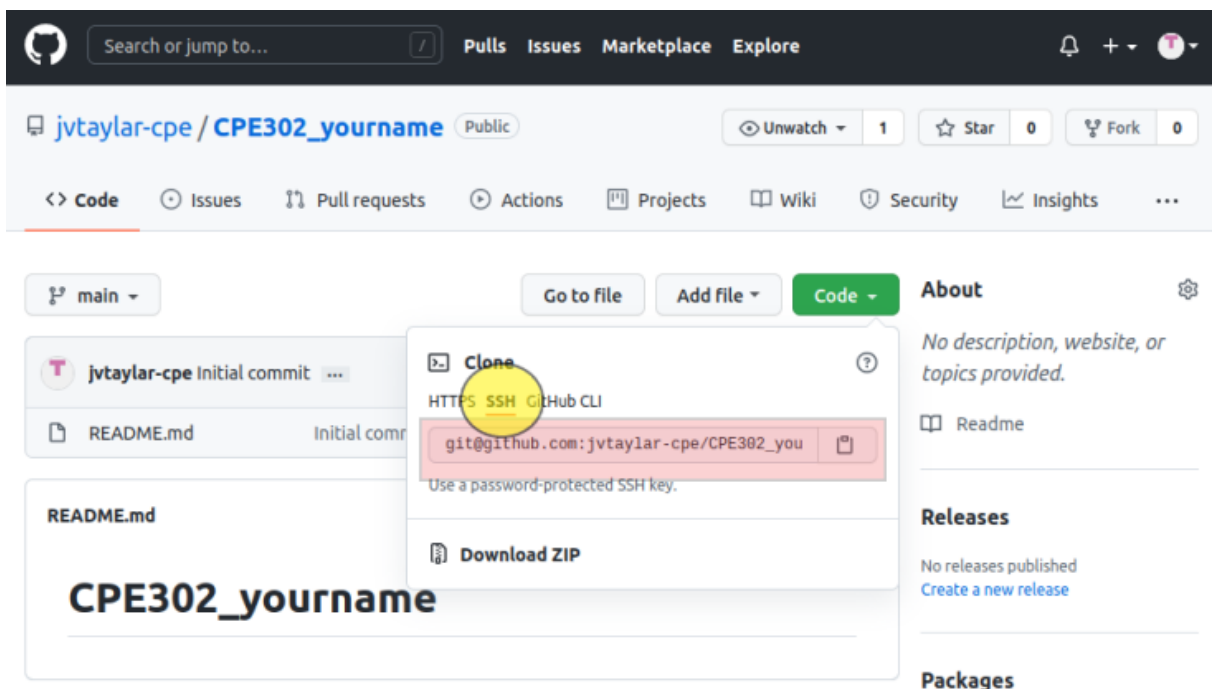 Search or jump to... / Pulls Issues Marketplace Explore
T
jvtaylar-cpe / CPE302_yourname Public
Unwatch 1 Star 0 Fork 0
<> Code Issues Pull requests Actions Projects Wiki Security Insights ...
main Go to file Add file Code
About
No description, website, or
topics provided.
Readme
Releases
No releases published
Create a new release
Packages
T jvtaylar-cpe Initial commit ...
README.md Initial comr
Clone
HTTPS SSH GitHub CLI
git@github.com:jvtaylar-cpe/CPE302_you
Use a password-protected SSH key.
Download ZIP
README.md
CPE302_yourname